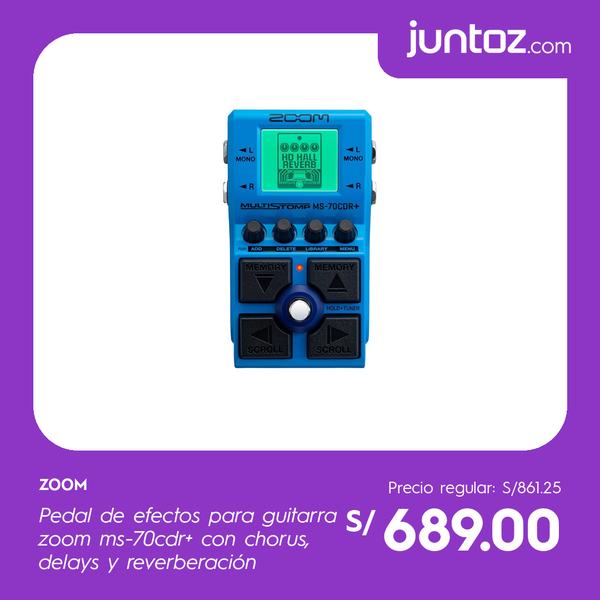 juntoz.com
ZOOM
◄ L
MONO
◄ L
MONO
HD HALL
REVERB
◄ R
◄ R
MULTI STOMP MS-70CDR+
ADD DELETE LIBRARY MENU
MEMORY
MEMORY
HOLD•TUNER
SCROLL
SCROLL
ZOOM
Pedal de efectos para guitarra
zoom ms-70cdr+ con chorus,
delays y reverberación
Precio regular: S/861.25
S/ 689.00